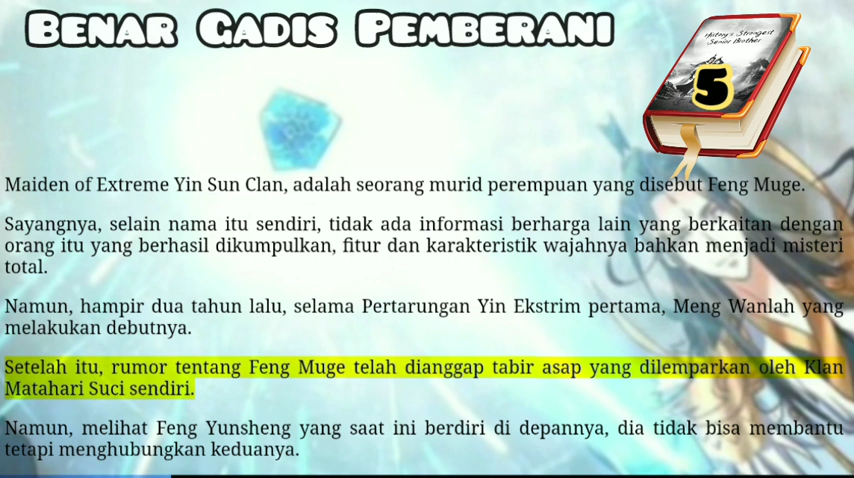 BENAR GADIS PEMBERANI
History's Strongest
Senior Brother
5
Maiden of Extreme Yin Sun Clan, adalah seorang murid perempuan yang disebut Feng Muge.
Sayangnya, selain nama itu sendiri, tidak ada informasi berharga lain yang berkaitan dengan
orang itu yang berhasil dikumpulkan, fitur dan karakteristik wajahnya bahkan menjadi misteri
total.
Namun, hampir dua tahun lalu, selama Pertarungan Yin Ekstrim pertama, Meng Wanlah yang
melakukan debutnya.
Setelah itu, rumor tentang Feng Muge telah dianggap tabir asap yang dilemparkan oleh Klan
Matahari Suci sendiri.
Namun, melihat Feng Yunsheng yang saat ini berdiri di depannya, dia tidak bisa membantu
tetapi menghubungkan keduanya.